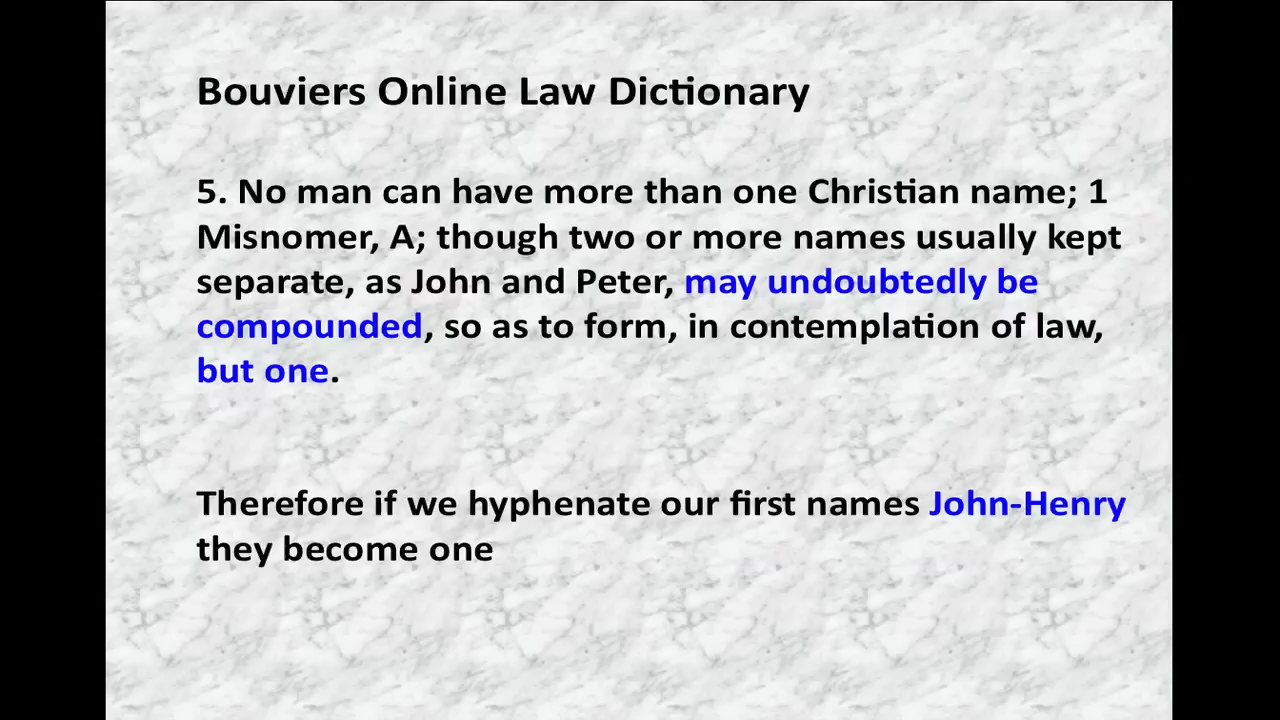 Bouviers Online Law Dictionary
5. No man can have more than one Christian name; 1
Misnomer, A; though two or more names usually kept
separate, as John and Peter, may undoubtedly be
compounded, so as to form, in contemplation of law,
but one.
Therefore if we hyphenate our first names John-Henry
they become one